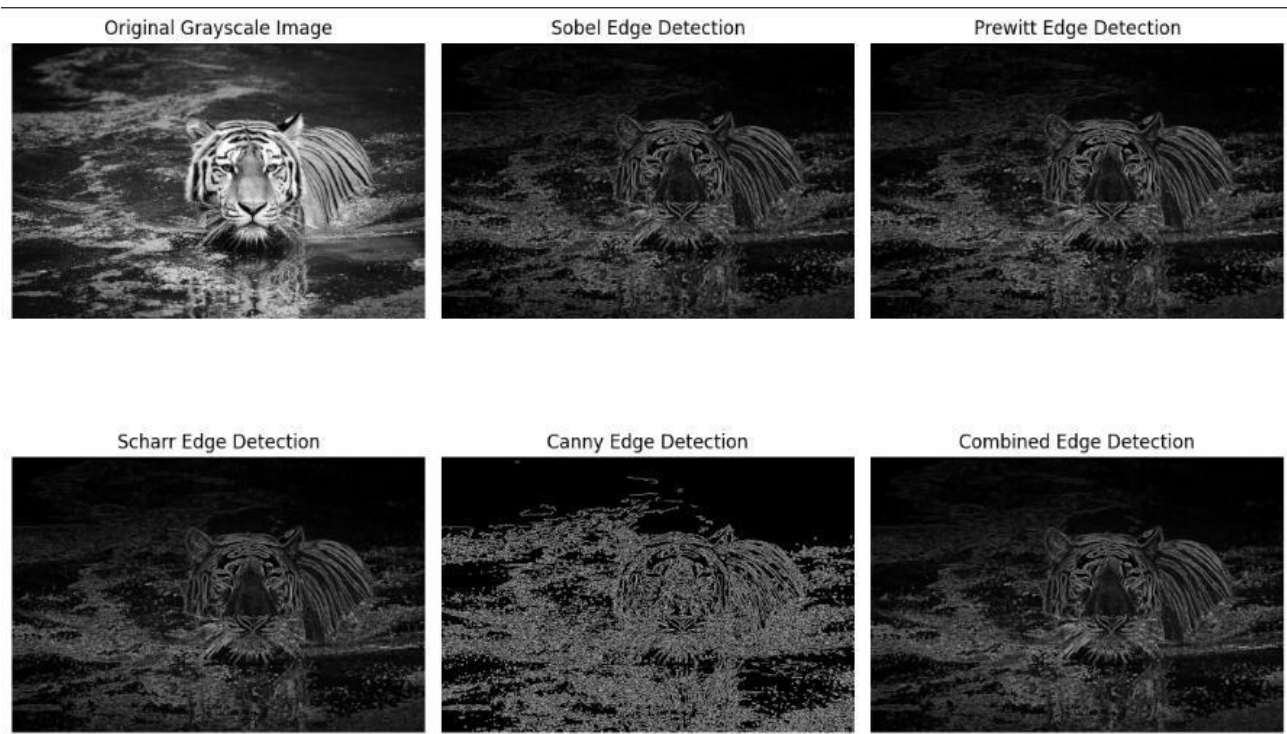 Original Grayscale Image
Sobel Edge Detection
Prewitt Edge Detection
Scharr Edge Detection
Canny Edge Detection
Combined Edge Detection